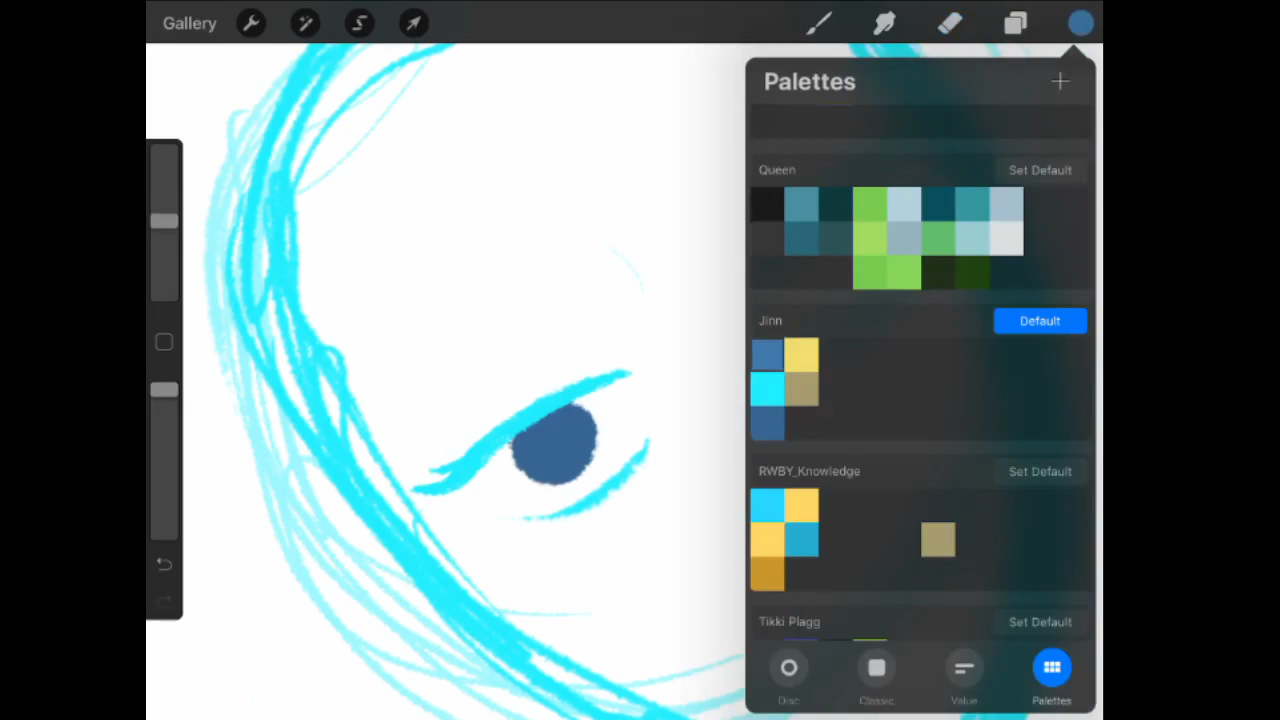 Gallery
Palettes
Queen Set Default
Jinn Default
RWBY_Knowledge Set Default
Tikki Plagg Set Default
Disc Classic Value Palettes